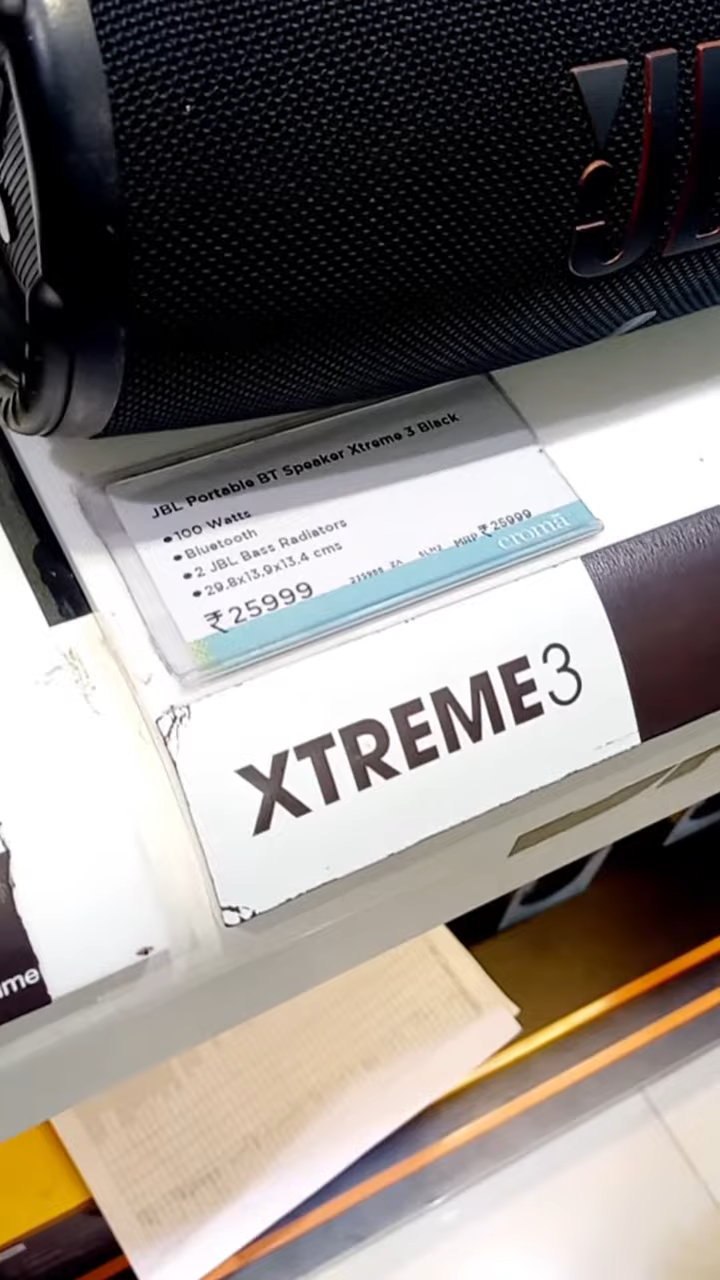 JBL
JBL Portable BT Speaker Xtreme 3 Black
•100 Watts
•Bluetooth
•2 JBL Bass Radiators
•29.8x13.9x13.4 cms
₹25999
MRP ₹25999
croma
XTREME3
me